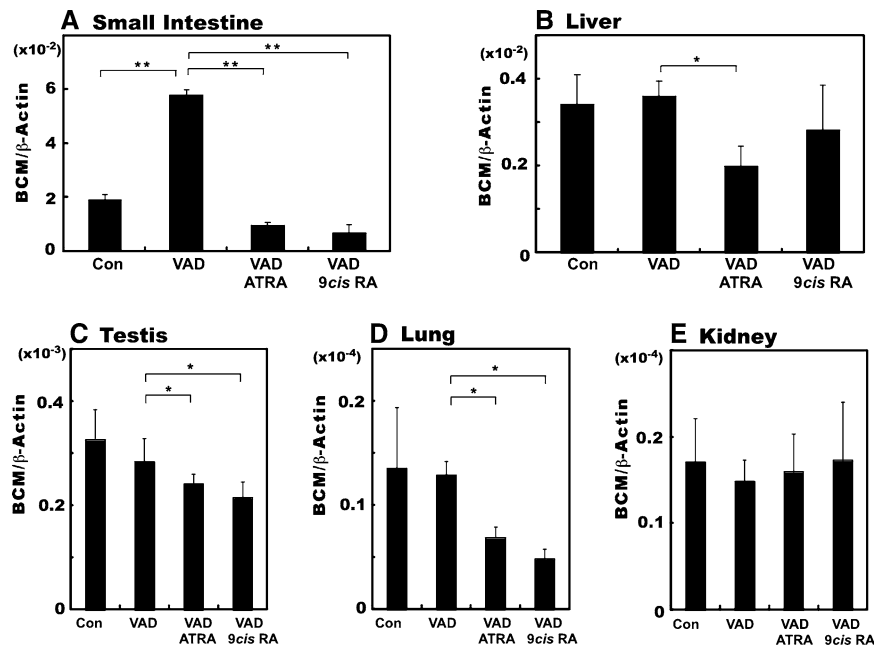 A Small Intestine
(x10⁻²)
BCM/β-Actin
6
4
2
0
**
**
**
Con VAD VAD ATRA VAD 9cis RA
B Liver
(x10⁻²)
BCM/β-Actin
0.4
0.2
0
*
Con VAD VAD ATRA VAD 9cis RA
C Testis
(x10⁻³)
BCM/β-Actin
0.4
0.2
0
*
*
Con VAD VAD ATRA VAD 9cis RA
D Lung
(x10⁻⁴)
BCM/β-Actin
0.2
0.1
0
*
*
Con VAD VAD ATRA VAD 9cis RA
E Kidney
(x10⁻⁴)
BCM/β-Actin
0.2
0.1
0
Con VAD VAD ATRA VAD 9cis RA